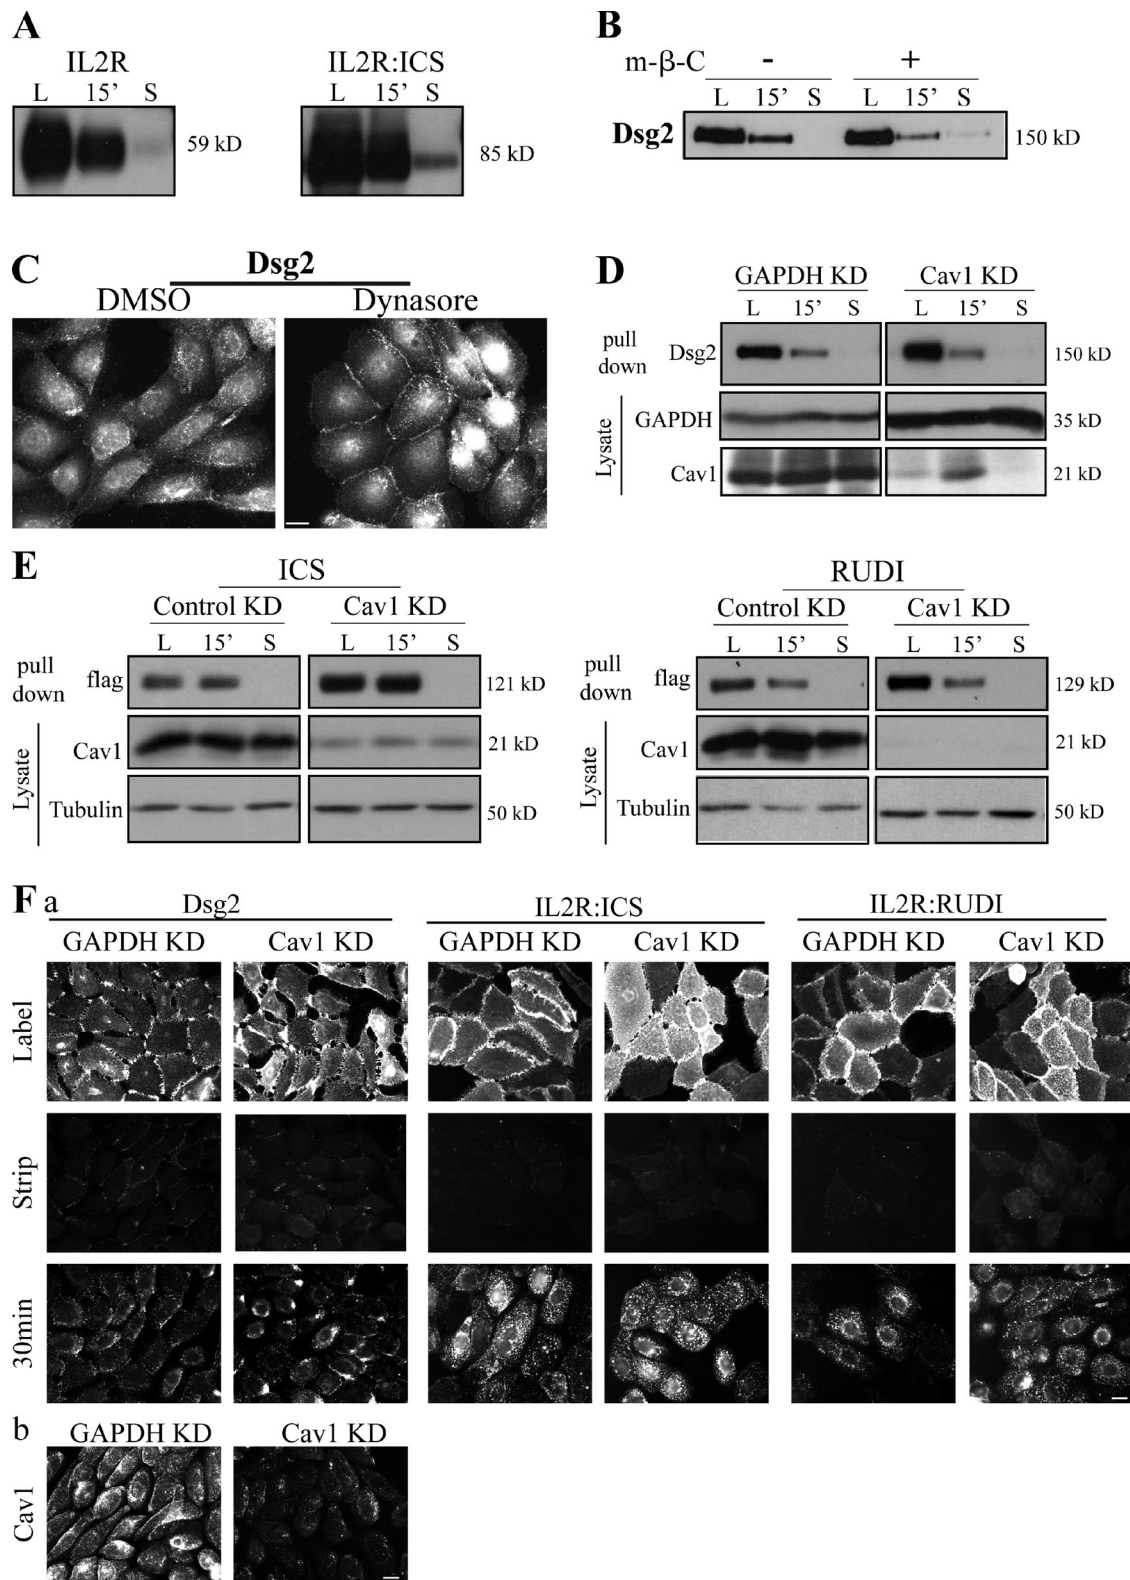 A
IL2R
L 15' S
59 kD
IL2R:ICS
L 15' S
85 kD
B
m-β-C - +
L 15' S L 15' S
Dsg2
150 kD
C
Dsg2
DMSO Dynasore
D
GAPDH KD Cav1 KD
L 15' S L 15' S
pull down
Dsg2
150 kD
Lysate
GAPDH
35 kD
Cav1
21 kD
E
ICS
Control KD Cav1 KD
L 15' S L 15' S
pull down
flag
121 kD
Lysate
Cav1
21 kD
Tubulin
50 kD
RUDI
Control KD Cav1 KD
L 15' S L 15' S
pull down
flag
129 kD
Lysate
Cav1
21 kD
Tubulin
50 kD
F a
Dsg2 IL2R:ICS IL2R:RUDI
GAPDH KD Cav1 KD GAPDH KD Cav1 KD GAPDH KD Cav1 KD
Label
Strip
30min
b
GAPDH KD Cav1 KD
Cav1